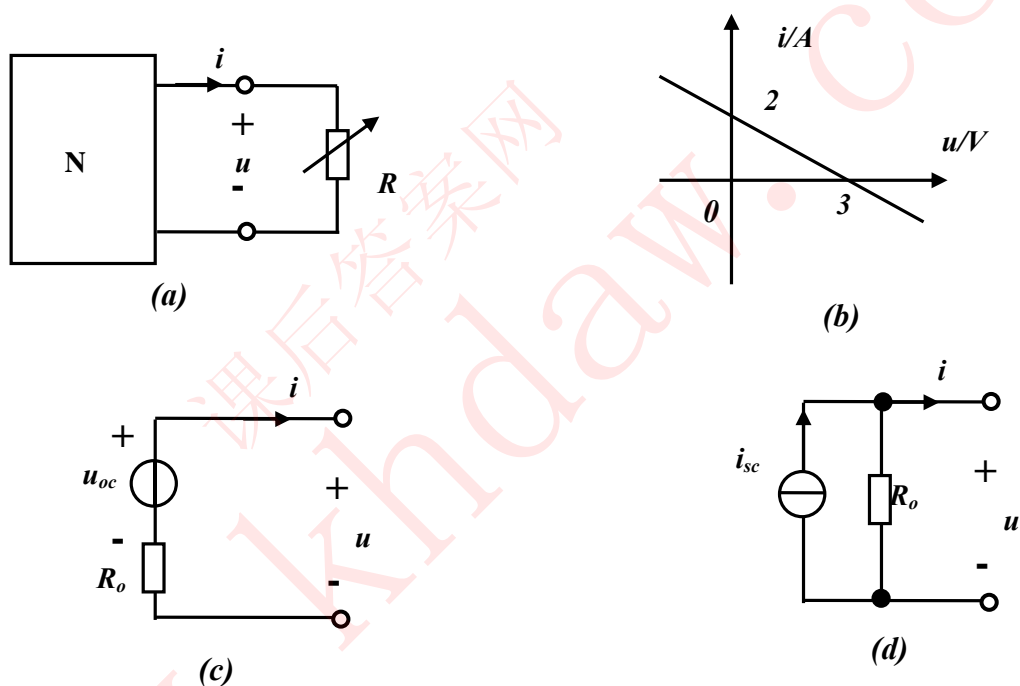 i
N
+
u
-
R
(a)
i/A
2
u/V
0
3
(b)
i
+
u_oc
-
R_o
+
u
-
(c)
i
i_sc
R_o
+
u
-
(d)
课后答案网
khdaw.co